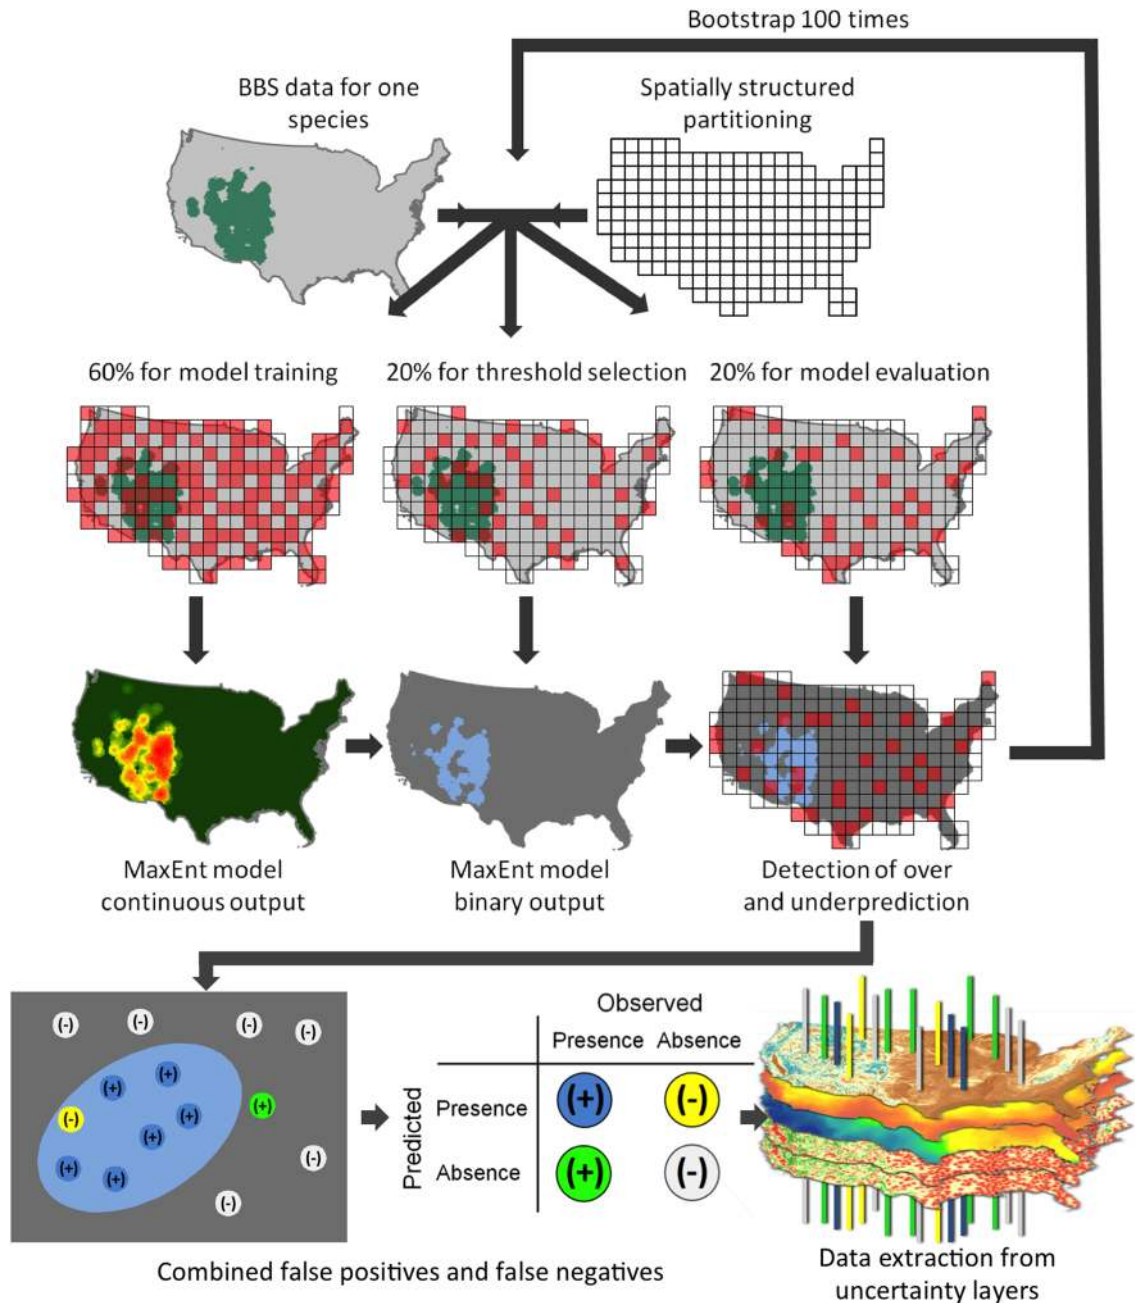 Bootstrap 100 times
BBS data for one
species
Spatially structured
partitioning
60% for model training
20% for threshold selection
20% for model evaluation
MaxEnt model
continuous output
MaxEnt model
binary output
Detection of over
and underprediction
(-)
(-)
(-)
(-)
(+)
(+)
(-)
(+)
(+)
(+)
(-)
(+)
(+)
(-)
Observed
Presence Absence
Predicted
Presence (+) (-)
Absence (+) (-)
Combined false positives and false negatives
Data extraction from
uncertainty layers